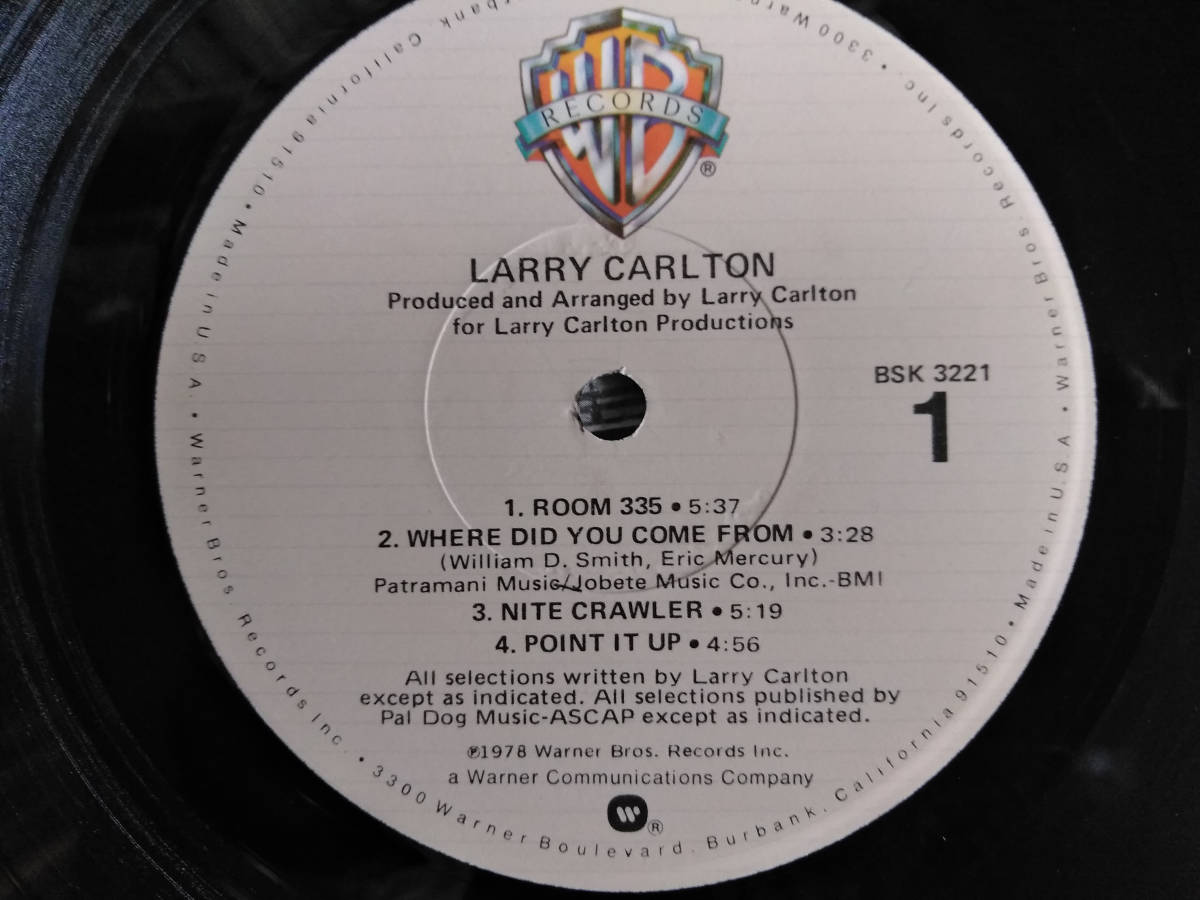 WB
RECORDS
®
LARRY CARLTON
Produced and Arranged by Larry Carlton
for Larry Carlton Productions
BSK 3221
1
1. ROOM 335 • 5:37
2. WHERE DID YOU COME FROM • 3:28
(William D. Smith, Eric Mercury)
Patramani Music/Jobete Music Co., Inc.-BMI
3. NITE CRAWLER • 5:19
4. POINT IT UP • 4:56
All selections written by Larry Carlton
except as indicated. All selections published by
Pal Dog Music-ASCAP except as indicated.
℗1978 Warner Bros. Records Inc.
a Warner Communications Company
W ®
Burbank, California 91510 • Made in U.S.A. • Warner Bros. Records Inc. • 3300 Warner Boulevard, Burbank, California 91510 • Made in U.S.A. • Warner Bros. Records Inc. • 3300 Warner